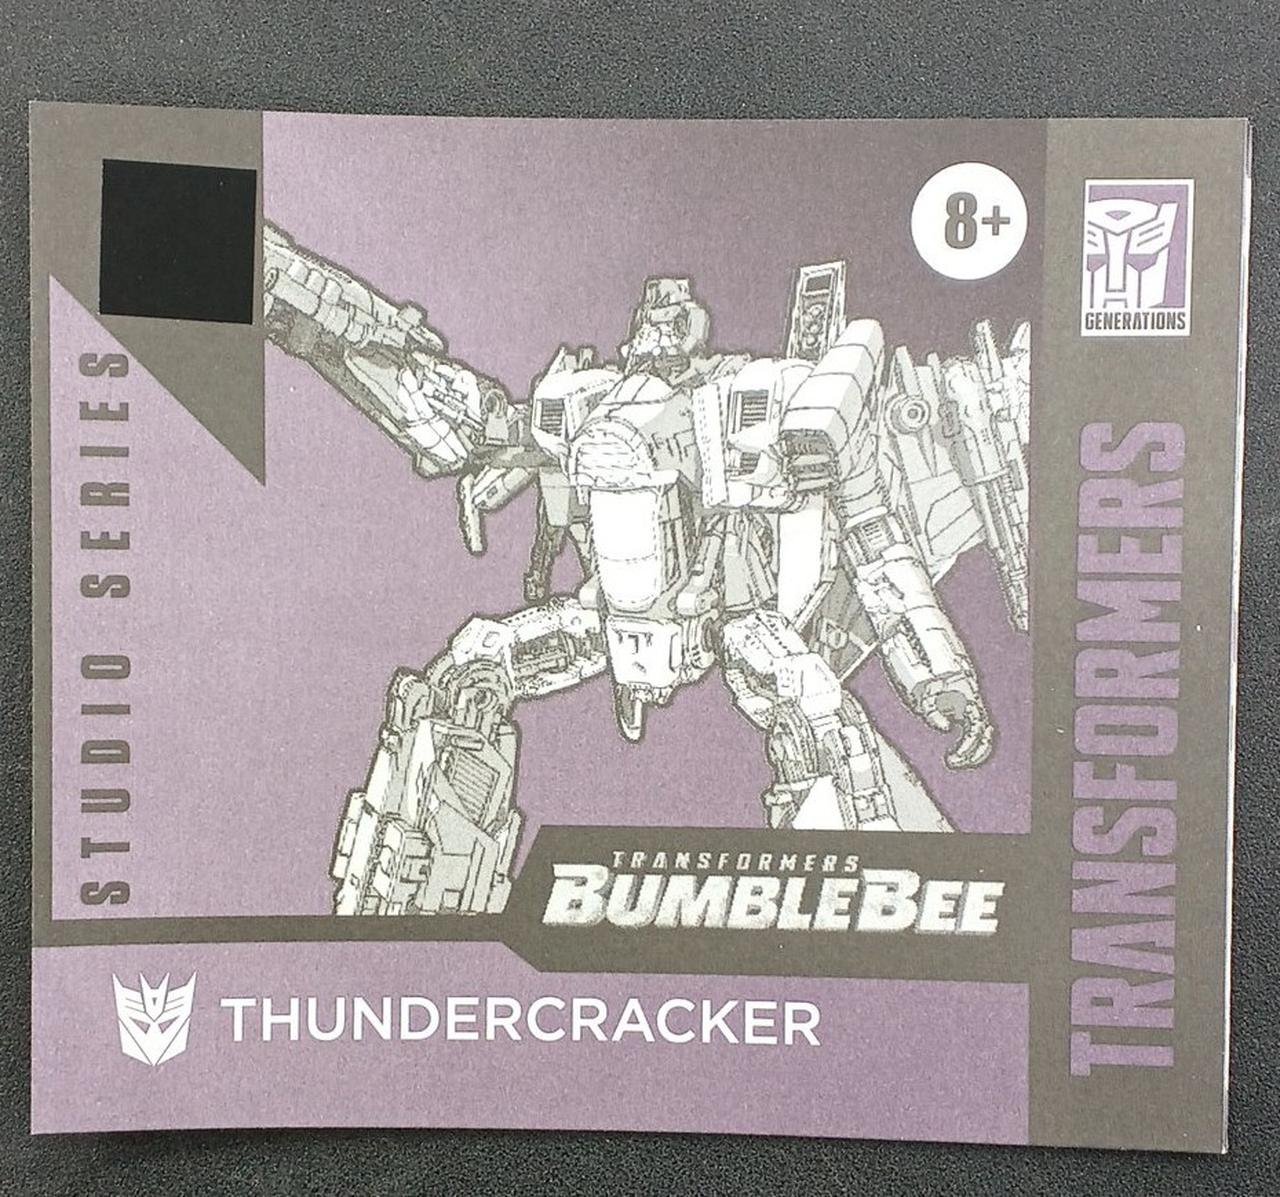 8+
GENERATIONS
STUDIO SERIES
TRANSFORMERS
TRANSFORMERS
BUMBLEBEE
THUNDERCRACKER